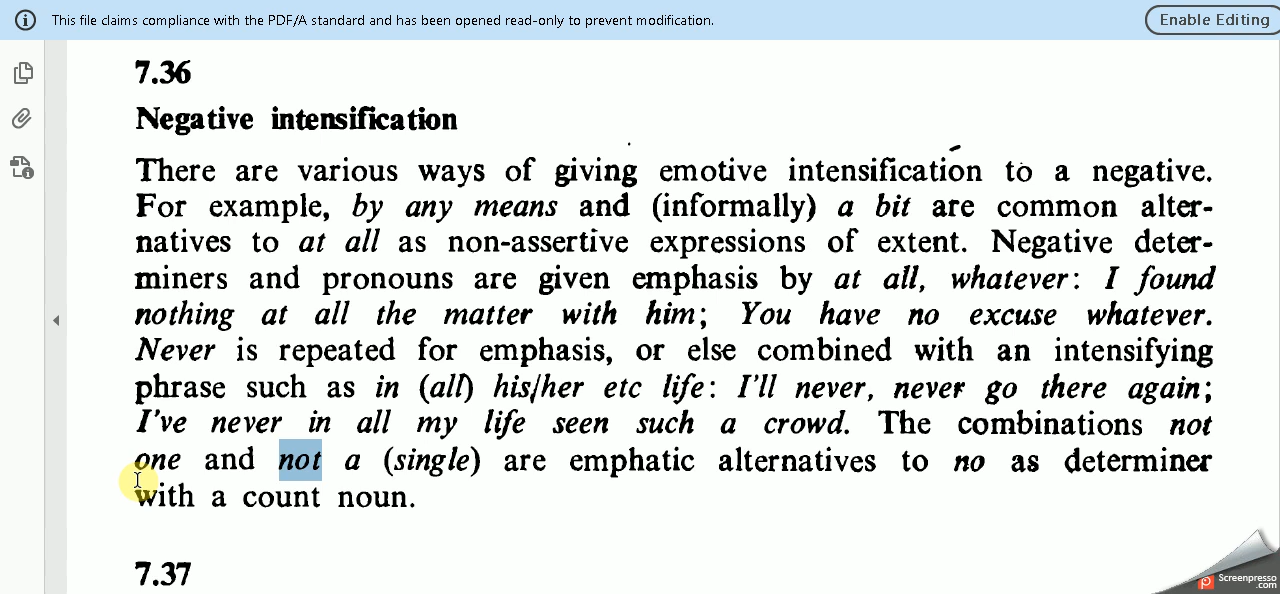 This file claims compliance with the PDF/A standard and has been opened read-only to prevent modification.
Enable Editing
7.36
Negative intensification
There are various ways of giving emotive intensification to a negative.
For example, by any means and (informally) a bit are common alter-
natives to at all as non-assertive expressions of extent. Negative deter-
miners and pronouns are given emphasis by at all, whatever: I found
nothing at all the matter with him; You have no excuse whatever.
Never is repeated for emphasis, or else combined with an intensifying
phrase such as in (all) his/her etc life: I'll never, never go there again;
I've never in all my life seen such a crowd. The combinations not
one and not a (single) are emphatic alternatives to no as determiner
with a count noun.
7.37
Screenpresso
.com